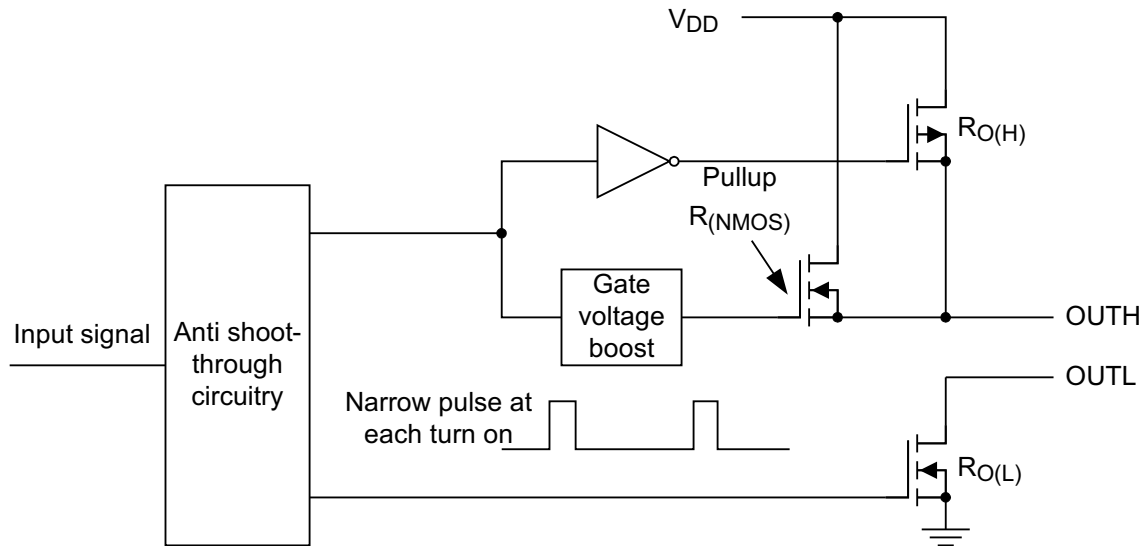 VDD
RO(H)
Pullup
R(NMOS)
Gate
voltage
boost
Input signal
Anti shoot-
through
circuitry
OUTH
OUTL
Narrow pulse at
each turn on
RO(L)